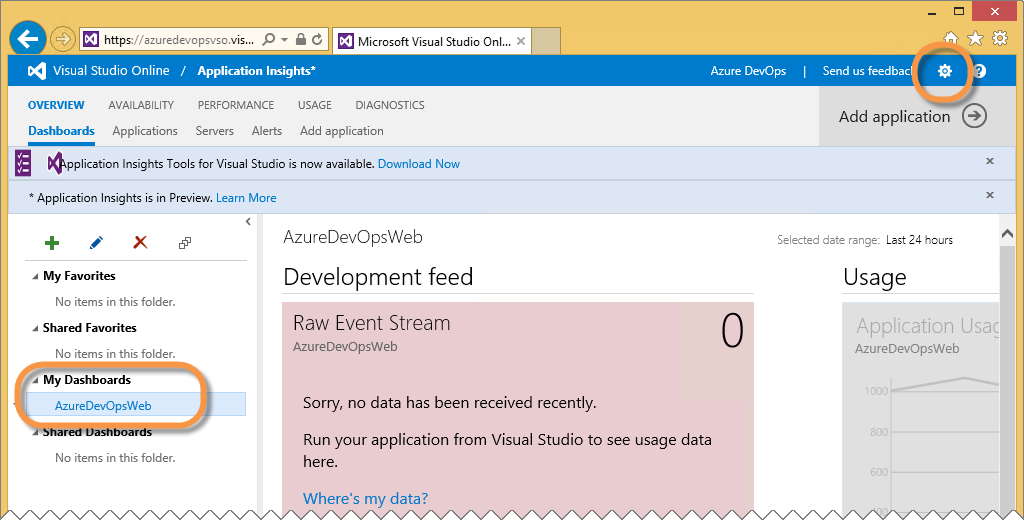 https://azuredevopsvso.vis...
Microsoft Visual Studio Onl...
Visual Studio Online / Application Insights*
Azure DevOps | Send us feedback
OVERVIEW AVAILABILITY PERFORMANCE USAGE DIAGNOSTICS
Dashboards Applications Servers Alerts Add application
Add application
Application Insights Tools for Visual Studio is now available. Download Now
* Application Insights is in Preview. Learn More
My Favorites
No items in this folder.
Shared Favorites
No items in this folder.
My Dashboards
AzureDevOpsWeb
Shared Dashboards
No items in this folder.
AzureDevOpsWeb
Selected date range: Last 24 hours
Development feed
Raw Event Stream
0
AzureDevOpsWeb
Sorry, no data has been received recently.
Run your application from Visual Studio to see usage data
here.
Where's my data?
Usage
Application Usag
AzureDevOpsWeb
1000
800
600